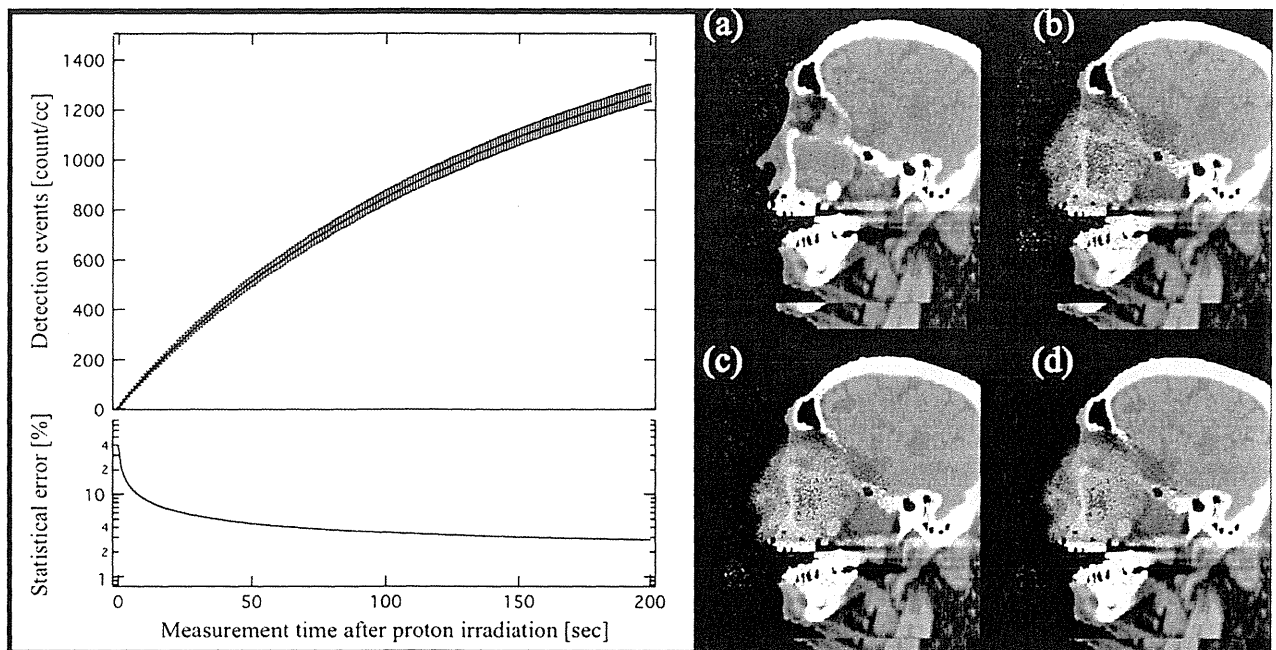 Detection events [count/cc]
1400
1200
1000
800
600
400
200
0
Statistical error [%]
4
2
10
4
2
1
0
50
100
150
200
Measurement time after proton irradiation [sec]
(a)
(b)
(c)
(d)